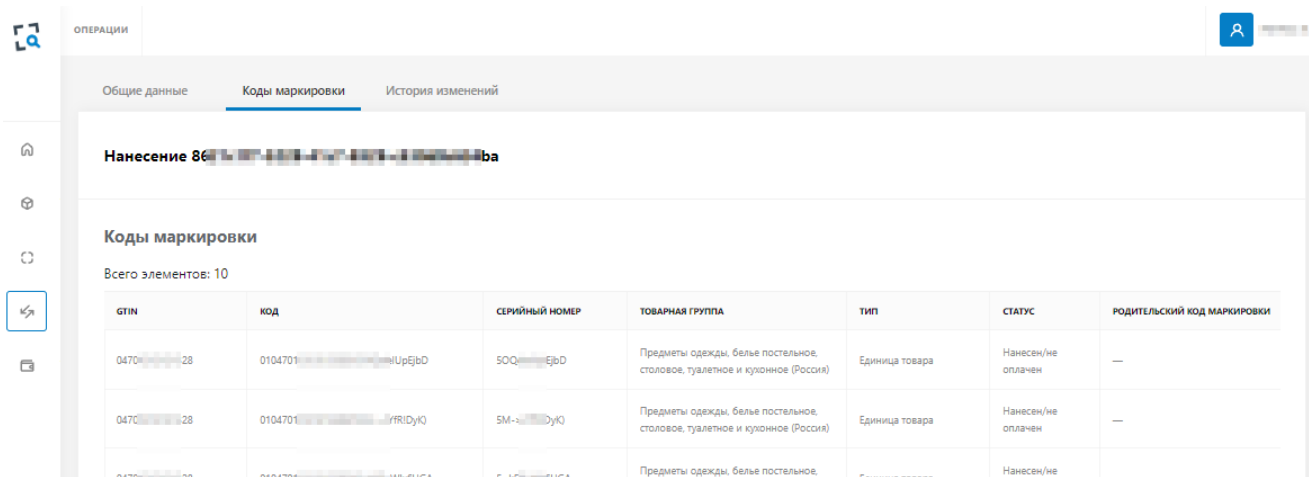 ОПЕРАЦИИ
Общие данные Коды маркировки История изменений
Нанесение 86 ba
Коды маркировки
Всего элементов: 10
GTIN КОД СЕРИЙНЫЙ НОМЕР ТОВАРНАЯ ГРУППА ТИП СТАТУС РОДИТЕЛЬСКИЙ КОД МАРКИРОВКИ
0470 28 0104701 lUpEjbD 5OQ EjbD Предметы одежды, белье постельное, Единица товара Нанесен/не —
столовое, туалетное и кухонное (Россия) оплачен
0470 28 0104701 YfR!DyK) 5M- DyK) Предметы одежды, белье постельное, Единица товара Нанесен/не —
столовое, туалетное и кухонное (Россия) оплачен
Предметы одежды, белье постельное, Нанесен/не